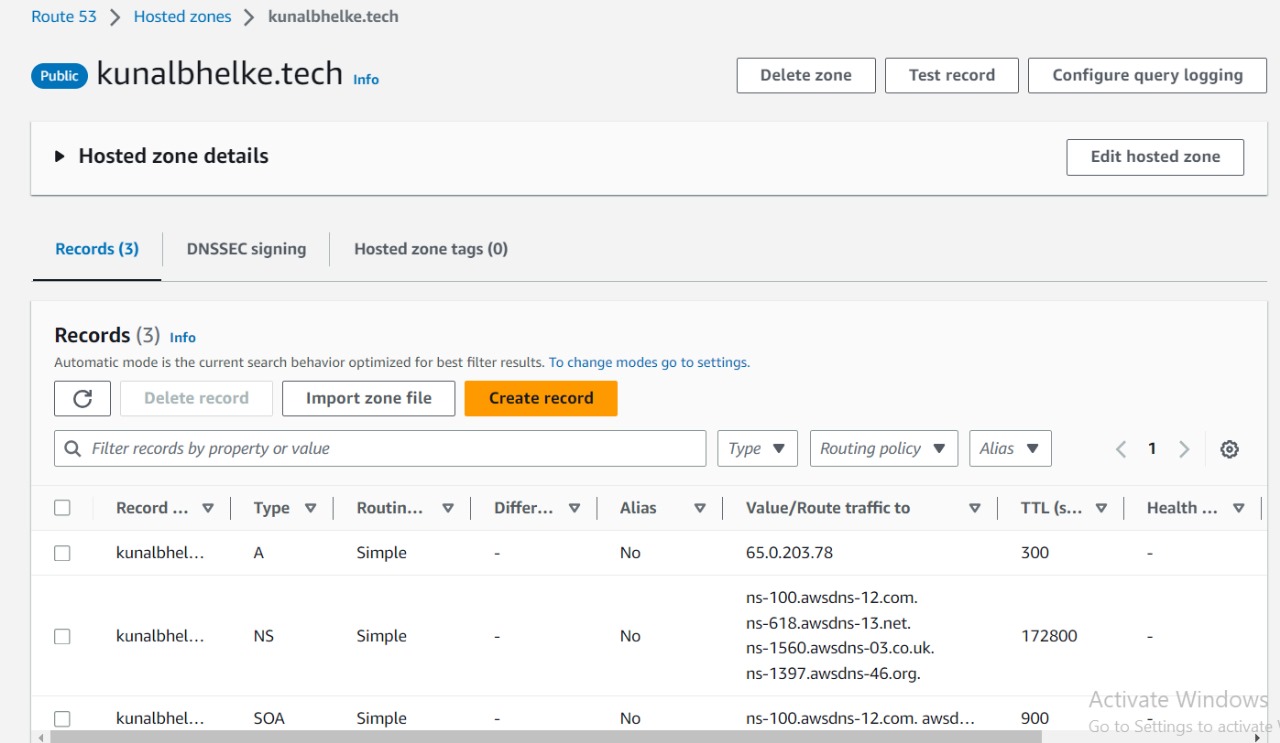 Route 53 > Hosted zones > kunalbhelke.tech
Public kunalbhelke.tech Info
Delete zone Test record Configure query logging
Hosted zone details Edit hosted zone
Records (3) DNSSEC signing Hosted zone tags (0)
Records (3) Info
Automatic mode is the current search behavior optimized for best filter results. To change modes go to settings.
Delete record Import zone file Create record
Filter records by property or value Type Routing policy Alias 1
Record ... Type Routin... Differ... Alias Value/Route traffic to TTL (s... Health ...
kunalbhel... A Simple - No 65.0.203.78 300 -
ns-100.awsdns-12.com.
ns-618.awsdns-13.net.
kunalbhel... NS Simple - No 172800 -
ns-1560.awsdns-03.co.uk.
ns-1397.awsdns-46.org.
kunalbhel... SOA Simple - No ns-100.awsdns-12.com. awsd... 900 -
Activate Windows
Go to Settings to activate